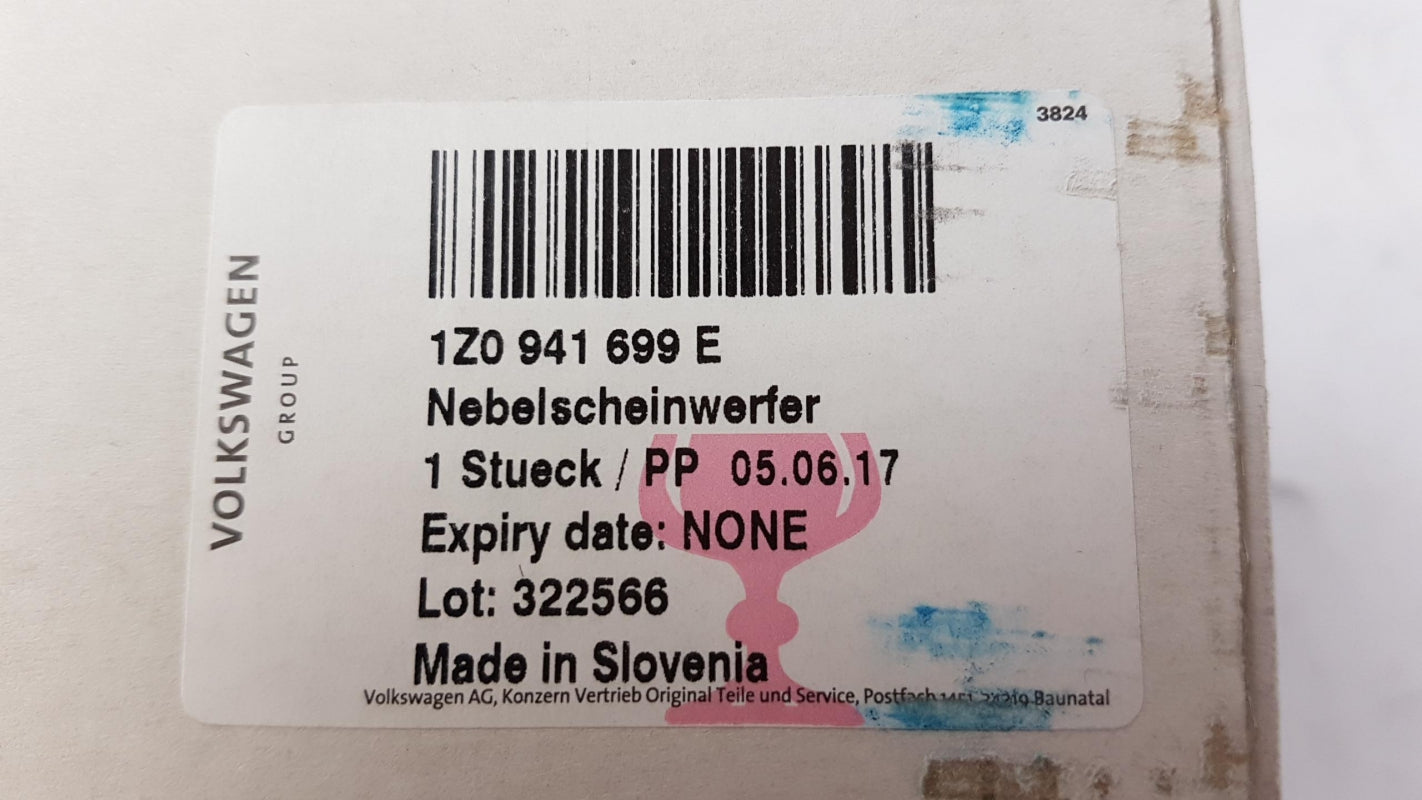 3824
VOLKSWAGEN
GROUP
1Z0 941 699 E
Nebelscheinwerfer
1 Stueck / PP 05.06.17
Expiry date: NONE
Lot: 322566
Made in Slovenia
Volkswagen AG, Konzern Vertrieb Original Teile und Service, Postfach Baunatal